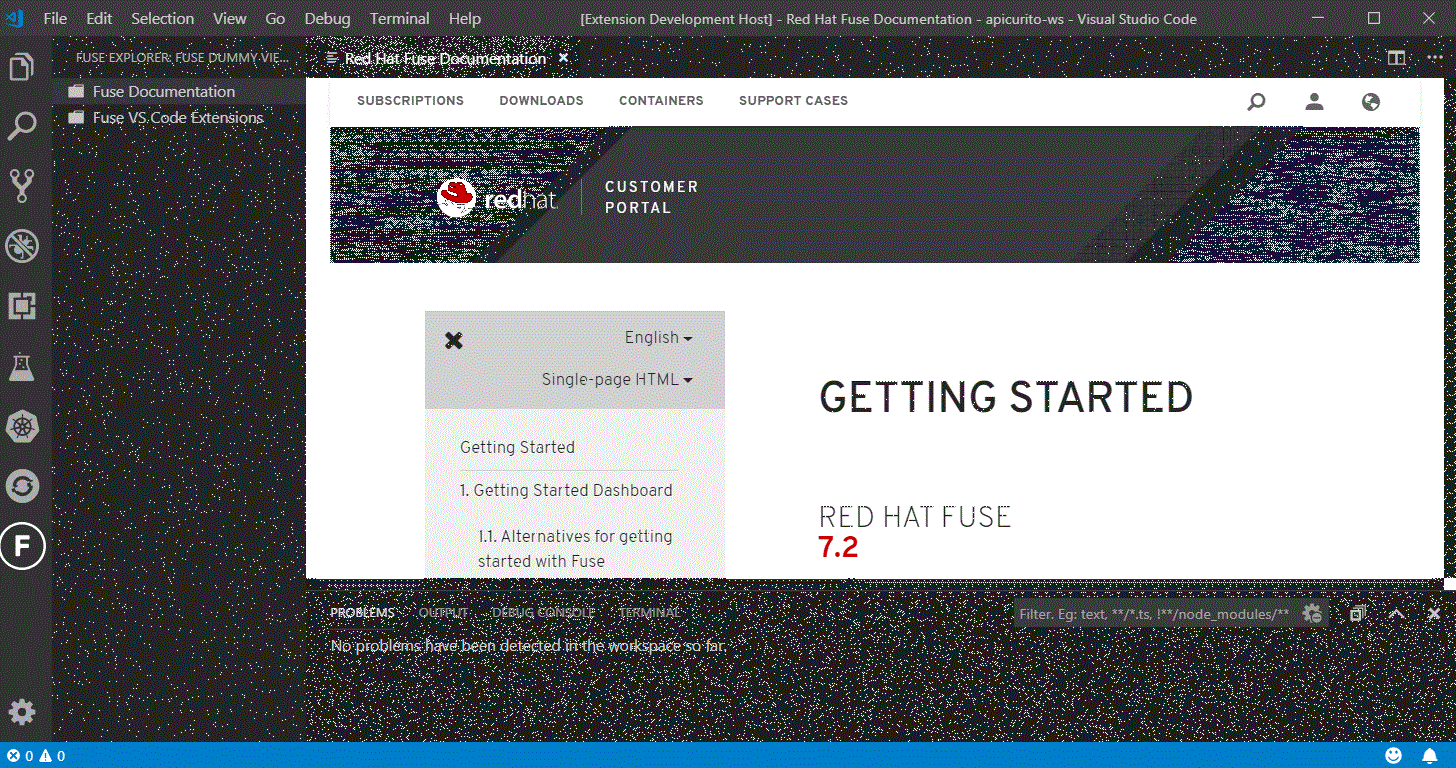 File Edit Selection View Go Debug Terminal Help
[Extension Development Host] - Red Hat Fuse Documentation - apicurito-ws - Visual Studio Code
FUSE EXPLORER: FUSE DUMMY VIE...
Red Hat Fuse Documentation
Fuse Documentation
Fuse VS Code Extensions
SUBSCRIPTIONS DOWNLOADS CONTAINERS SUPPORT CASES
redhat.
CUSTOMER
PORTAL
English
Single-page HTML
Getting Started
1. Getting Started Dashboard
1.1. Alternatives for getting
started with Fuse
GETTING STARTED
RED HAT FUSE
7.2
F
PROBLEMS OUTPUT DEBUG CONSOLE TERMINAL
Filter. Eg: text, **/*.ts, !**/node_modules/**
No problems have been detected in the workspace so far.
0 0